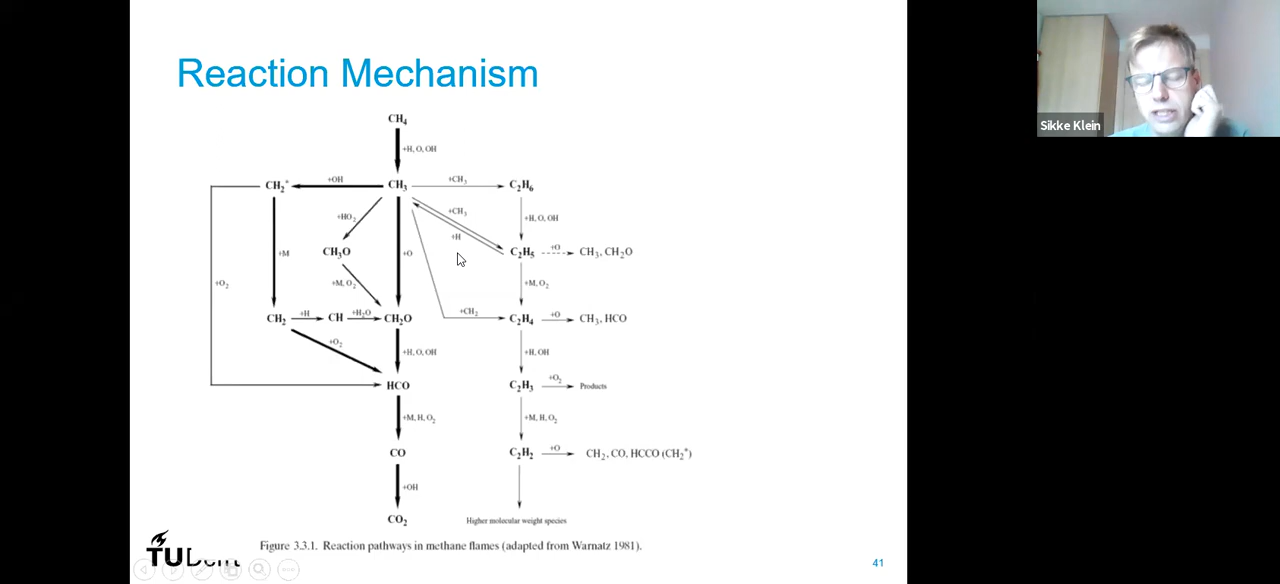 Reaction Mechanism
Sikke Klein
CH4
+H, O, OH
CH2* +OH CH3 +CH3 C2H6
+HO2 +CH3 +H, O, OH
+H
+M CH3O +O C2H5 +O CH3, CH2O
+O2 +M, O2 +M, O2
CH2 +H CH +H2O CH2O +CH2 C2H4 +O CH3, HCO
+O2 +H, O, OH +H, OH
HCO C2H3 +O2 Products
+M, H, O2 +M, H, O2
CO C2H2 +O CH2, CO, HCCO (CH2*)
+OH
CO2 Higher molecular weight species
Figure 3.3.1. Reaction pathways in methane flames (adapted from Warnatz 1981).
TU Delft
41